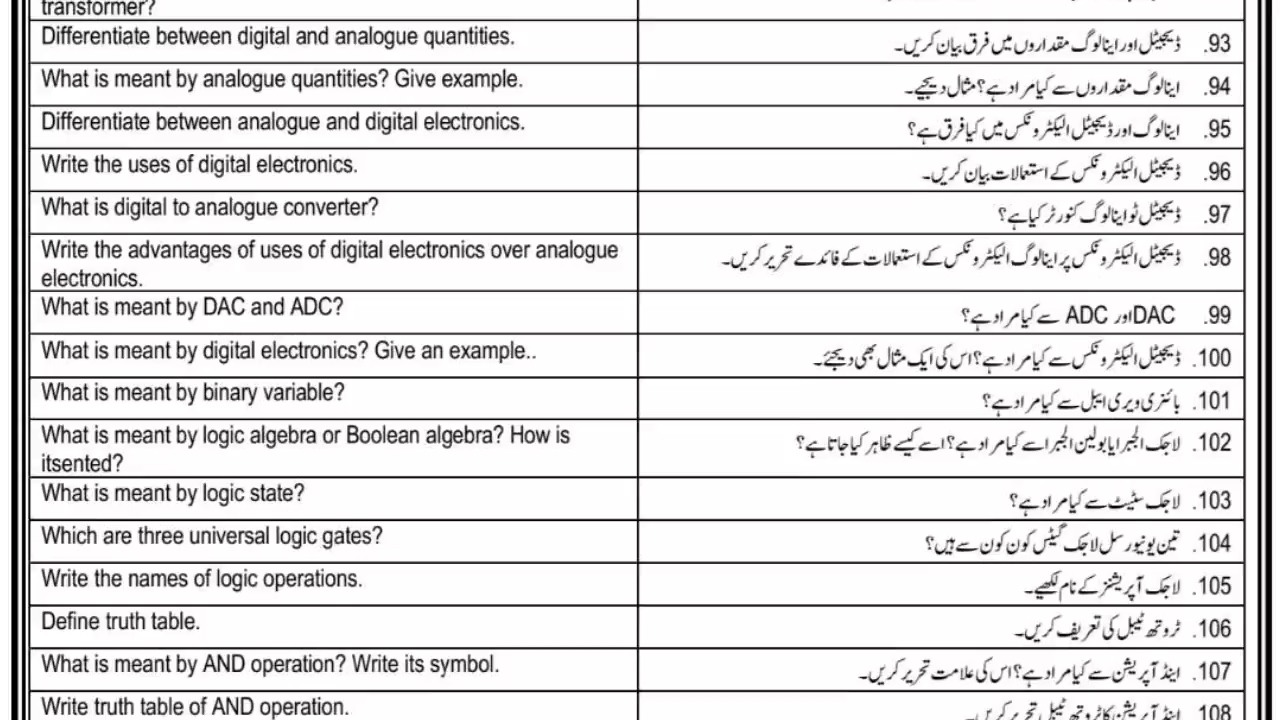 transformer?
Differentiate between digital and analogue quantities.
93. ڈیجیٹل اور اینالوگ مقداروں میں فرق بیان کریں۔
What is meant by analogue quantities? Give example.
94. اینالوگ مقداروں سے کیا مراد ہے؟ مثال دیجیے۔
Differentiate between analogue and digital electronics.
95. اینالوگ اور ڈیجیٹل الیکٹرونکس میں کیا فرق ہے؟
Write the uses of digital electronics.
96. ڈیجیٹل الیکٹرونکس کے استعمالات بیان کریں۔
What is digital to analogue converter?
97. ڈیجیٹل ٹو اینالوگ کنورٹر کیا ہے؟
Write the advantages of uses of digital electronics over analogue
electronics.
98. ڈیجیٹل الیکٹرونکس پر اینالوگ الیکٹرونکس کے استعمالات کے فائدے تحریر کریں۔
What is meant by DAC and ADC?
99. DAC اور ADC سے کیا مراد ہے؟
What is meant by digital electronics? Give an example..
100. ڈیجیٹل الیکٹرونکس سے کیا مراد ہے؟ اس کی ایک مثال بھی دیجئے۔
What is meant by binary variable?
101. بائنری ویری ایبل سے کیا مراد ہے؟
What is meant by logic algebra or Boolean algebra? How is
itsented?
102. لاجک الجبرا یا بولین الجبرا سے کیا مراد ہے؟ اسے کیسے ظاہر کیا جاتا ہے؟
What is meant by logic state?
103. لاجک سٹیٹ سے کیا مراد ہے؟
Which are three universal logic gates?
104. تین یونیورسل لاجک گیٹس کون کون سے ہیں؟
Write the names of logic operations.
105. لاجک آپریشنز کے نام لکھیے۔
Define truth table.
106. ٹروتھ ٹیبل کی تعریف کریں۔
What is meant by AND operation? Write its symbol.
107. اینڈ آپریشن سے کیا مراد ہے؟ اس کی علامت تحریر کریں۔
Write truth table of AND operation.
108. اینڈ آپریشن کا ٹروتھ ٹیبل تحریر کریں۔